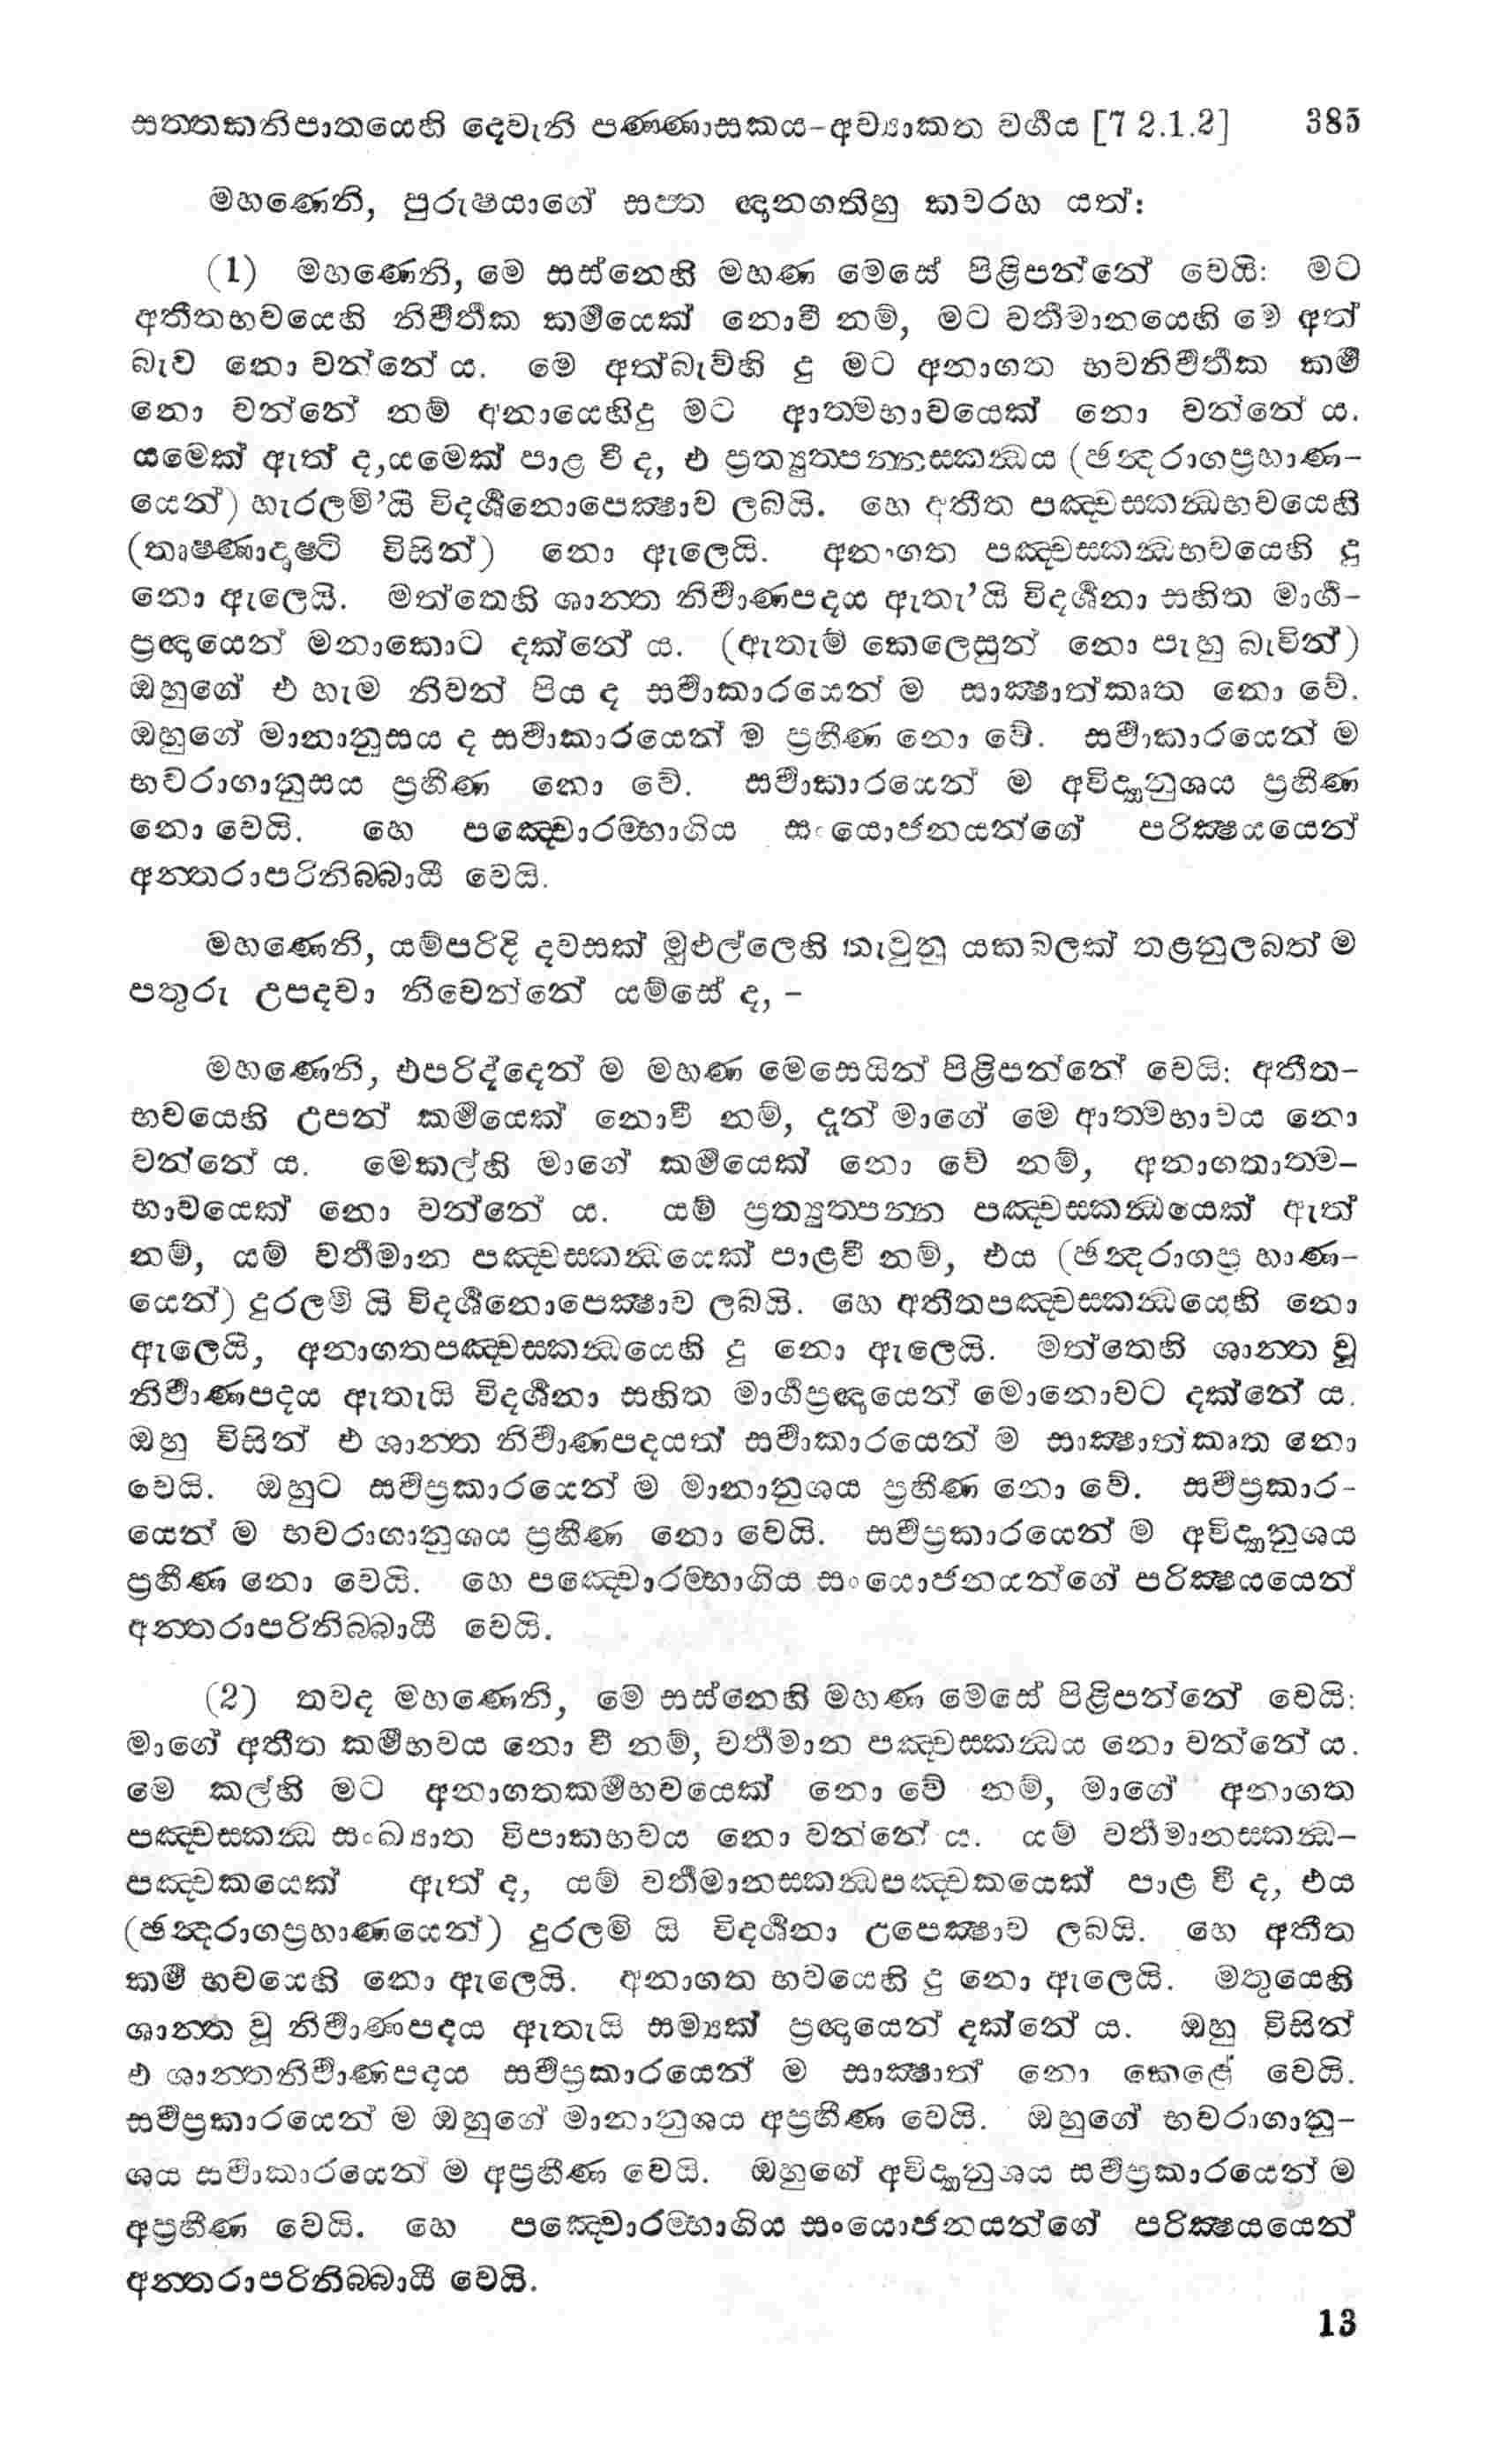 සත්තකනිපාතයෙහි දෙවැනි පණ්ණාසකය-අව්‍යාකත වර්‍ගය [7 2.1.2] 385
මහණෙනි, පුරුෂයාගේ සප්ත ඥානගතිහු කවරහ යත්:
(1) මහණෙනි, මෙ සස්නෙහි මහණ මෙසේ පිළිපන්නේ වෙයි: මට
අතීතභවයෙහි නිර්‍වර්‍තක කර්‍මයෙක් නොවී නම්, මට වර්‍තමානයෙහි මේ අත්
බැව නො වන්නේ ය. මෙ අත්බැව්හි දු මට අනාගත භවනිර්‍වර්‍තක කර්‍ම
නො වන්නේ නම් අනායෙහිදු මට ආත්මභාවයෙක් නො වන්නේ ය.
යමෙක් ඇත් ද,යමෙක් පාළ වී ද, එ ප්‍රත්‍යුත්පන්නස්කන්‍ධය (ඡන්‍දරාගප්‍රහාණ-
යෙන්) හැරලමි’යි විදර්‍ශනොපෙක්‍ෂාව ලබයි. හෙ අතීත පඤ්චස්කන්‍ධභවයෙහි
(තෘෂ්ණාදෘෂ්ටි විසින්) නො ඇලෙයි. අනාගත පඤ්චස්කන්‍ධභවයෙහි දු
නො ඇලෙයි. මත්තෙහි ශාන්ත නිර්‍වාණපදය ඇතැ’යි විදර්‍ශනා සහිත මාර්‍ග-
ප්‍රඥායෙන් මනාකොට දක්නේ ය. (ඇතැම් කෙලෙසුන් නො පැහු බැවින්)
ඔහුගේ එ හැම නිවන් පිය ද සර්‍වාකාරයෙන් ම සාක්‍ෂාත්කෘත නො වේ.
ඔහුගේ මානානුසය ද සර්‍වාකාරයෙන් ම ප්‍රහීණ නො වේ. සර්‍වාකාරයෙන් ම
භවරාගානුසය ප්‍රහීණ නො වේ. සර්‍වාකාරයෙන් ම අවිද්‍යානුශය ප්‍රහීණ
නො වෙයි. හෙ පඤ්චොරම්භාගිය සංයොජනයන්ගේ පරික්‍ෂයයෙන්
අන්තරාපරිනිබ්බායී වෙයි.
මහණෙනි, යම්පරිදි දවසක් මුළුල්ලෙහි තැවුනු යකබලක් තළනුලබත් ම
පතුරු උපදවා නිවෙන්නේ යම්සේ ද, -
මහණෙනි, එපරිද්දෙන් ම මහණ මෙසෙයින් පිළිපන්නේ වෙයි: අතීත-
භවයෙහි උපන් කර්‍මයෙක් නොවී නම්, දැන් මාගේ මෙ ආත්මභාවය නො
වන්නේ ය. මෙකල්හි මාගේ කර්‍මයෙක් නො වේ නම්, අනාගතාත්ම-
භාවයෙක් නො වන්නේ ය. යම් ප්‍රත්‍යුත්පන්න පඤ්චස්කන්‍ධයෙක් ඇත්
නම්, යම් වර්‍තමාන පඤ්චස්කන්‍ධයෙක් පාළවී නම්, එය (ඡන්‍දරාගප්‍ර හාණ-
යෙන්) දුරලමි යි විදර්‍ශනොපෙක්‍ෂාව ලබයි. හෙ අතීතපඤ්චස්කන්‍ධයෙහි නො
ඇලෙයි, අනාගතපඤ්චස්කන්‍ධයෙහි දු නො ඇලෙයි. මත්තෙහි ශාන්ත වූ
නිර්‍වාණපදය ඇතැයි විදර්‍ශනා සහිත මාර්‍ගප්‍රඥායෙන් මොනොවට දක්නේ ය.
ඔහු විසින් එ ශාන්ත නිර්‍වාණපදයත් සර්‍වාකාරයෙන් ම සාක්‍ෂාත්කෘත නො
වෙයි. ඔහුට සර්‍වප්‍රකාරයෙන් ම මානානුශය ප්‍රහීණ නො වේ. සර්‍වප්‍රකාර-
යෙන් ම භවරාගානුශය ප්‍රහීණ නො වෙයි. සර්‍වප්‍රකාරයෙන් ම අවිද්‍යානුශය
ප්‍රහීණ නො වෙයි. හෙ පඤ්චොරම්භාගිය සංයොජනයන්ගේ පරික්‍ෂයයෙන්
අන්තරාපරිනිබ්බායී වෙයි.
(2) තවද මහණෙනි, මෙ සස්නෙහි මහණ මෙසේ පිළිපන්නේ වෙයි:
මාගේ අතීත කර්‍මභවය නො වී නම්, වර්‍තමාන පඤ්චස්කන්‍ධය නො වන්නේ ය.
මෙ කල්හි මට අනාගතකර්‍මභවයෙක් නො වේ නම්, මාගේ අනාගත
පඤ්චස්කන්‍ධ සංඛ්‍යාත විපාකභවය නො වන්නේ ය. යම් වර්‍තමානස්කන්‍ධ-
පඤ්චකයෙක් ඇත් ද, යම් වර්‍තමානස්කන්‍ධපඤ්චකයෙක් පාළ වී ද, එය
(ඡන්‍දරාගප්‍රහාණයෙන්) දුරලමි යි විදර්‍ශනා උපෙක්‍ෂාව ලබයි. හෙ අතීත
කර්‍ම භවයෙහි නො ඇලෙයි. අනාගත භවයෙහි දු නො ඇලෙයි. මතුයෙහි
ශාන්ත වූ නිර්‍වාණපදය ඇතැයි සම්‍යක් ප්‍රඥායෙන් දක්නේ ය. ඔහු විසින්
එ ශාන්තනිර්‍වාණපදය සර්‍වප්‍රකාරයෙන් ම සාක්‍ෂාත් නො කෙළේ වෙයි.
සර්‍වප්‍රකාරයෙන් ම ඔහුගේ මානානුශය අප්‍රහීණ වෙයි. ඔහුගේ භවරාගානු-
ශය සර්‍වාකාරයෙන් ම අප්‍රහීණ වෙයි. ඔහුගේ අවිද්‍යානුශය සර්‍වප්‍රකාරයෙන් ම
අප්‍රහීණ වෙයි. හෙ පඤ්චොරම්භාගිය සංයොජනයන්ගේ පරික්‍ෂයයෙන්
අන්තරාපරිනිබ්බායී වෙයි.
13